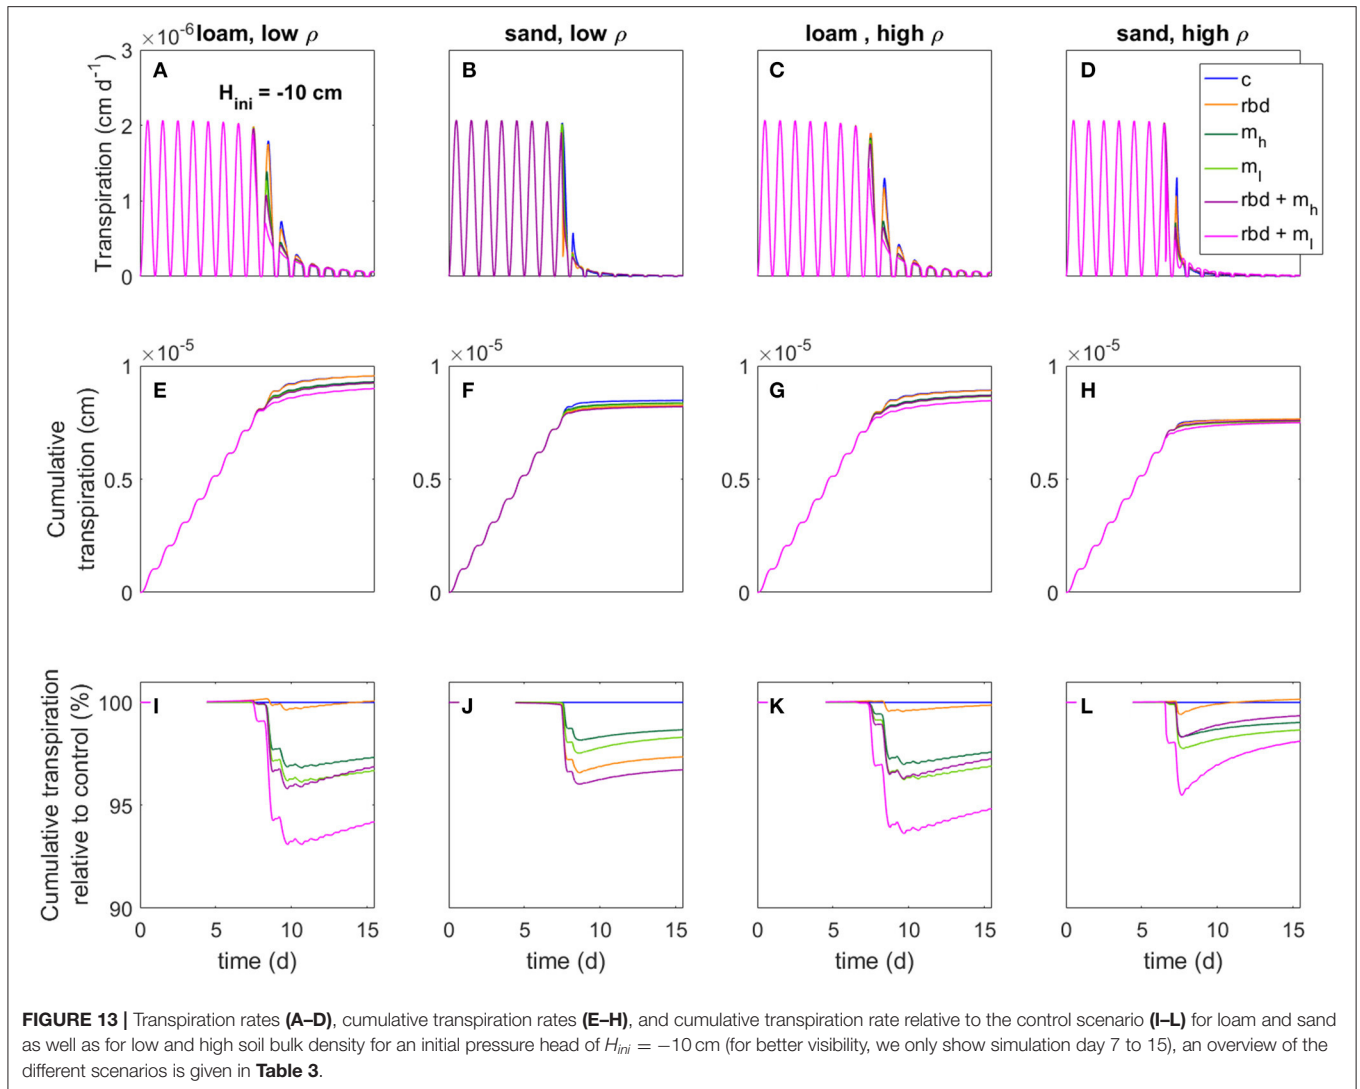 loam, low ρ
sand, low ρ
loam , high ρ
sand, high ρ
×10⁻⁶
3
2
1
0
Transpiration (cm d⁻¹)
A
H_ini = -10 cm
B
C
D
c
rbd
m_h
m_l
rbd + m_h
rbd + m_l
×10⁻⁵
×10⁻⁵
×10⁻⁵
×10⁻⁵
1
0.5
0
1
0.5
0
1
0.5
0
1
0.5
0
Cumulative
transpiration (cm)
E
F
G
H
Cumulative transpiration
relative to control (%)
100
95
90
I
J
K
L
0 5 10 15
0 5 10 15
0 5 10 15
0 5 10 15
time (d)
time (d)
time (d)
time (d)
FIGURE 13 | Transpiration rates (A–D), cumulative transpiration rates (E–H), and cumulative transpiration rate relative to the control scenario (I–L) for loam and sand
as well as for low and high soil bulk density for an initial pressure head of H_ini = −10 cm (for better visibility, we only show simulation day 7 to 15), an overview of the
different scenarios is given in Table 3.